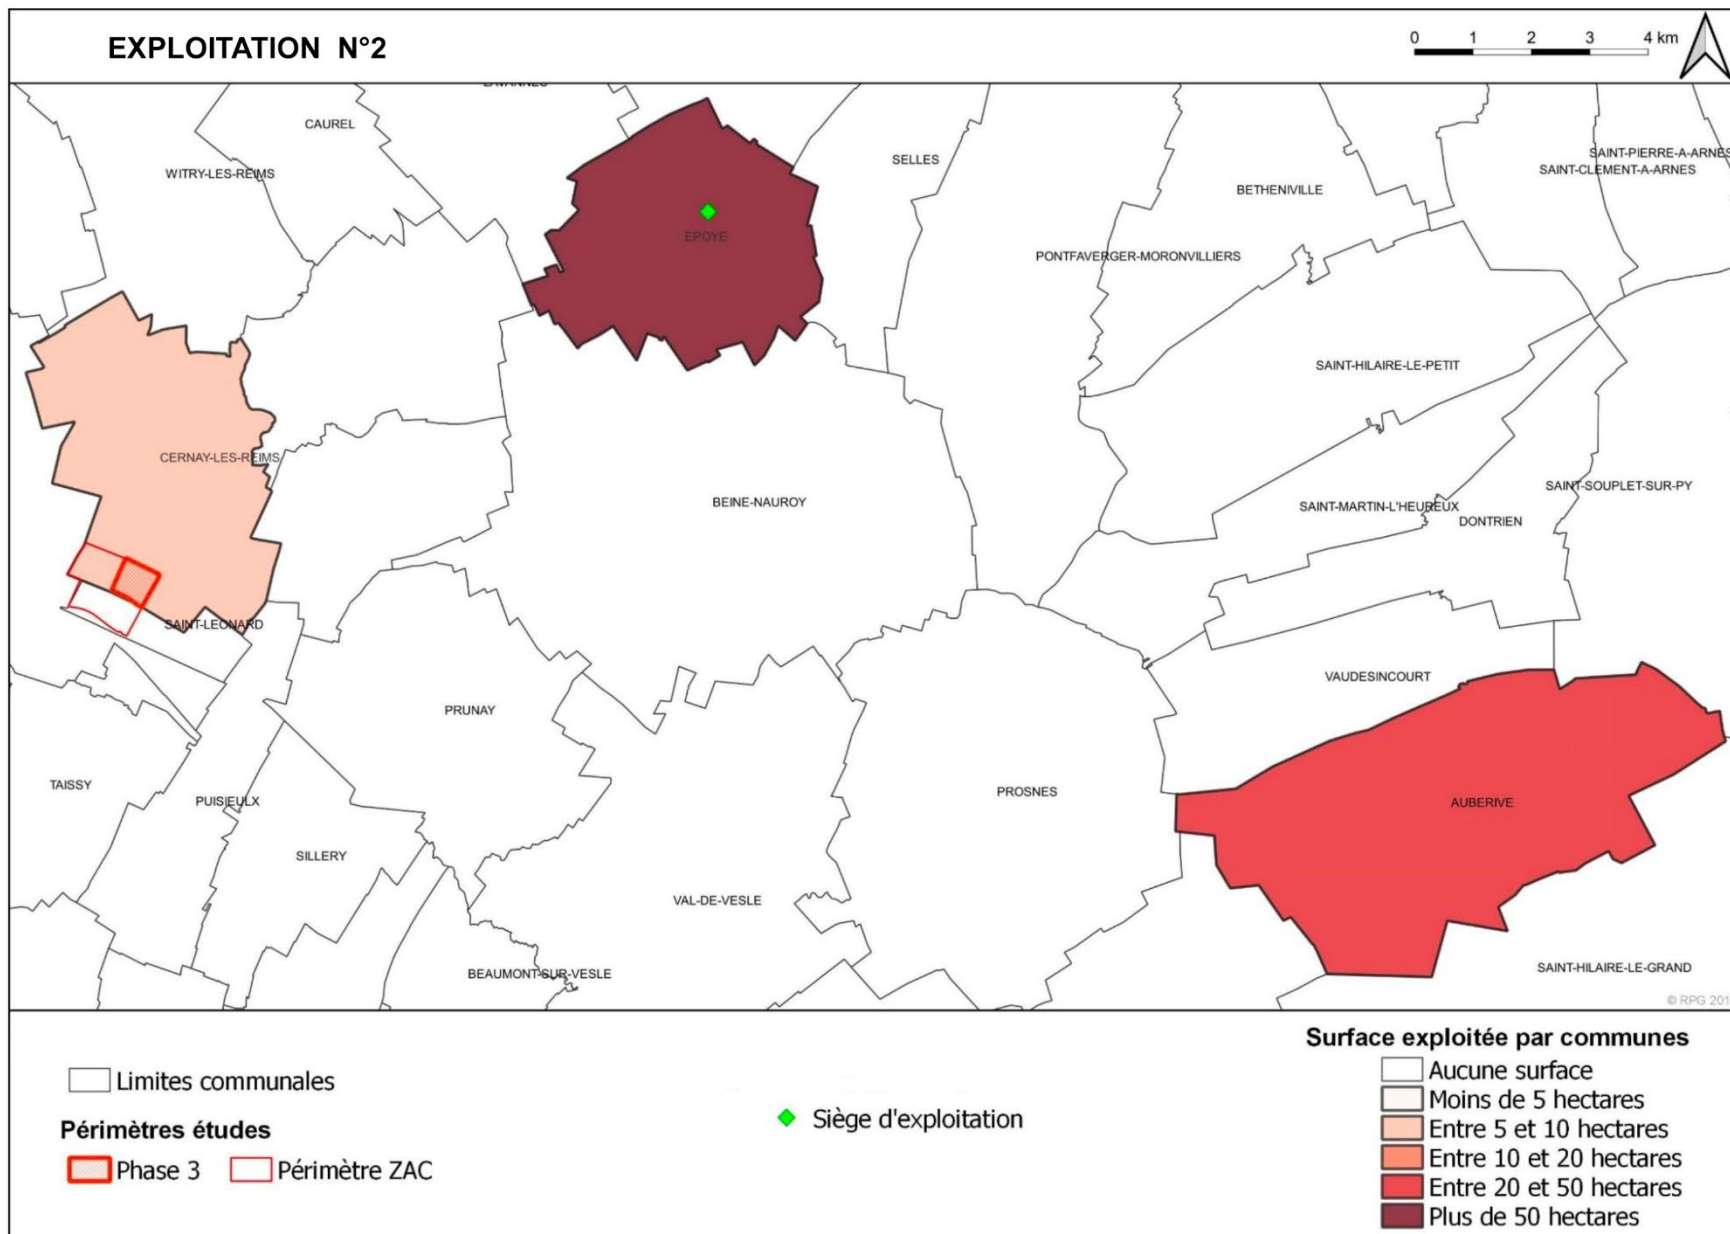 EXPLOITATION N°2
0 1 2 3 4 km
LAVANNES
CAUREL
WITRY-LES-REIMS
SELLES
SAINT-PIERRE-A-ARNES
SAINT-CLEMENT-A-ARNES
BETHENIVILLE
EPOYE
PONTFAVERGER-MORONVILLIERS
SAINT-HILAIRE-LE-PETIT
CERNAY-LES-REIMS
BEINE-NAUROY
SAINT-SOUPLET-SUR-PY
SAINT-MARTIN-L'HEUREUX
DONTRIEN
SAINT-LEONARD
VAUDESINCOURT
PRUNAY
TAISSY
PUISIEULX
PROSNES
AUBERIVE
SILLERY
VAL-DE-VESLE
BEAUMONT-SUR-VESLE
SAINT-HILAIRE-LE-GRAND
© RPG 201
Limites communales
Périmètres études
Phase 3 Périmètre ZAC
Siège d'exploitation
Surface exploitée par communes
Aucune surface
Moins de 5 hectares
Entre 5 et 10 hectares
Entre 10 et 20 hectares
Entre 20 et 50 hectares
Plus de 50 hectares